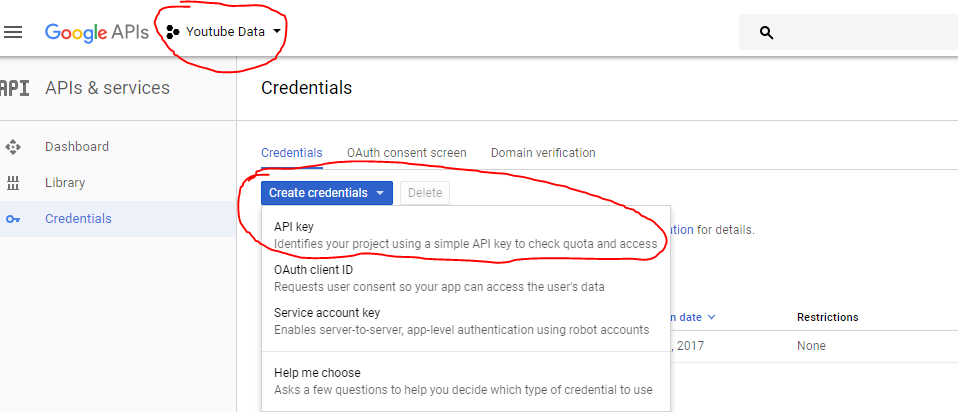 Google APIs Youtube Data
API APIs & services Credentials
Dashboard
Library
Credentials
Credentials OAuth consent screen Domain verification
Create credentials Delete
API key
Identifies your project using a simple API key to check quota and access
for details.
OAuth client ID
Requests user consent so your app can access the user's data
Service account key
Enables server-to-server, app-level authentication using robot accounts
date Restrictions
, 2017 None
Help me choose
Asks a few questions to help you decide which type of credential to use